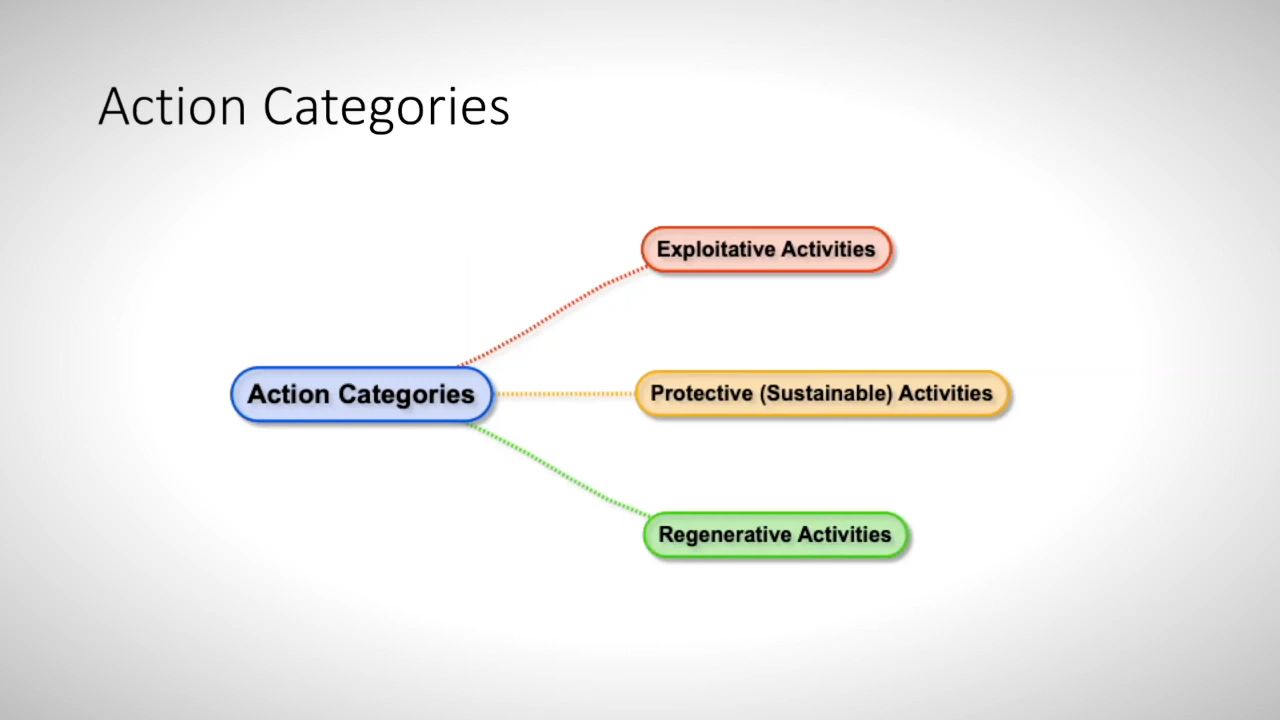 Action Categories
Exploitative Activities
Action Categories
Protective (Sustainable) Activities
Regenerative Activities